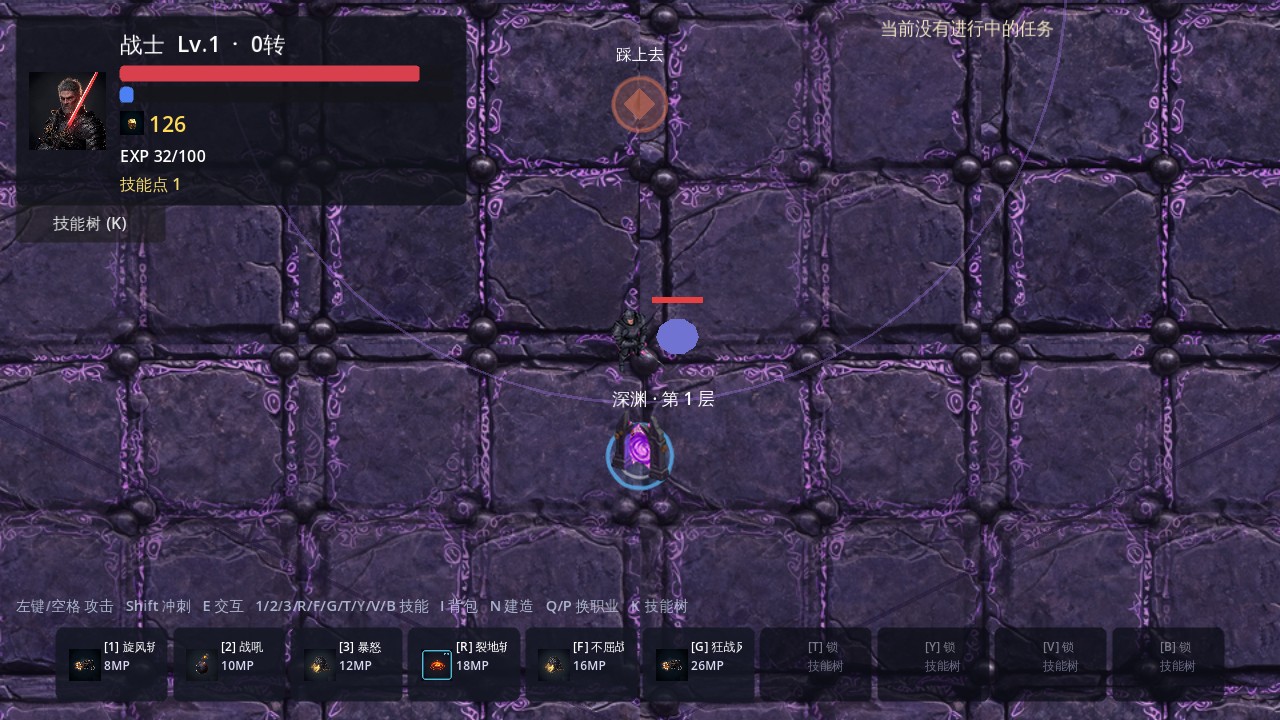 战士 Lv.1 · 0转
126
EXP 32/100
技能点 1
技能树 (K)
当前没有进行中的任务
踩上去
深渊 · 第 1 层
左键/空格 攻击 Shift 冲刺 E 交互 1/2/3/R/F/G/T/Y/V/B 技能 I 背包 N 建造 Q/P 换职业 K 技能树
[1] 旋风斩
8MP
[2] 战吼
10MP
[3] 暴怒
12MP
[R] 裂地斩
18MP
[F] 不屈战
16MP
[G] 狂战
26MP
[T] 锁
技能树
[Y] 锁
技能树
[V] 锁
技能树
[B] 锁
技能树